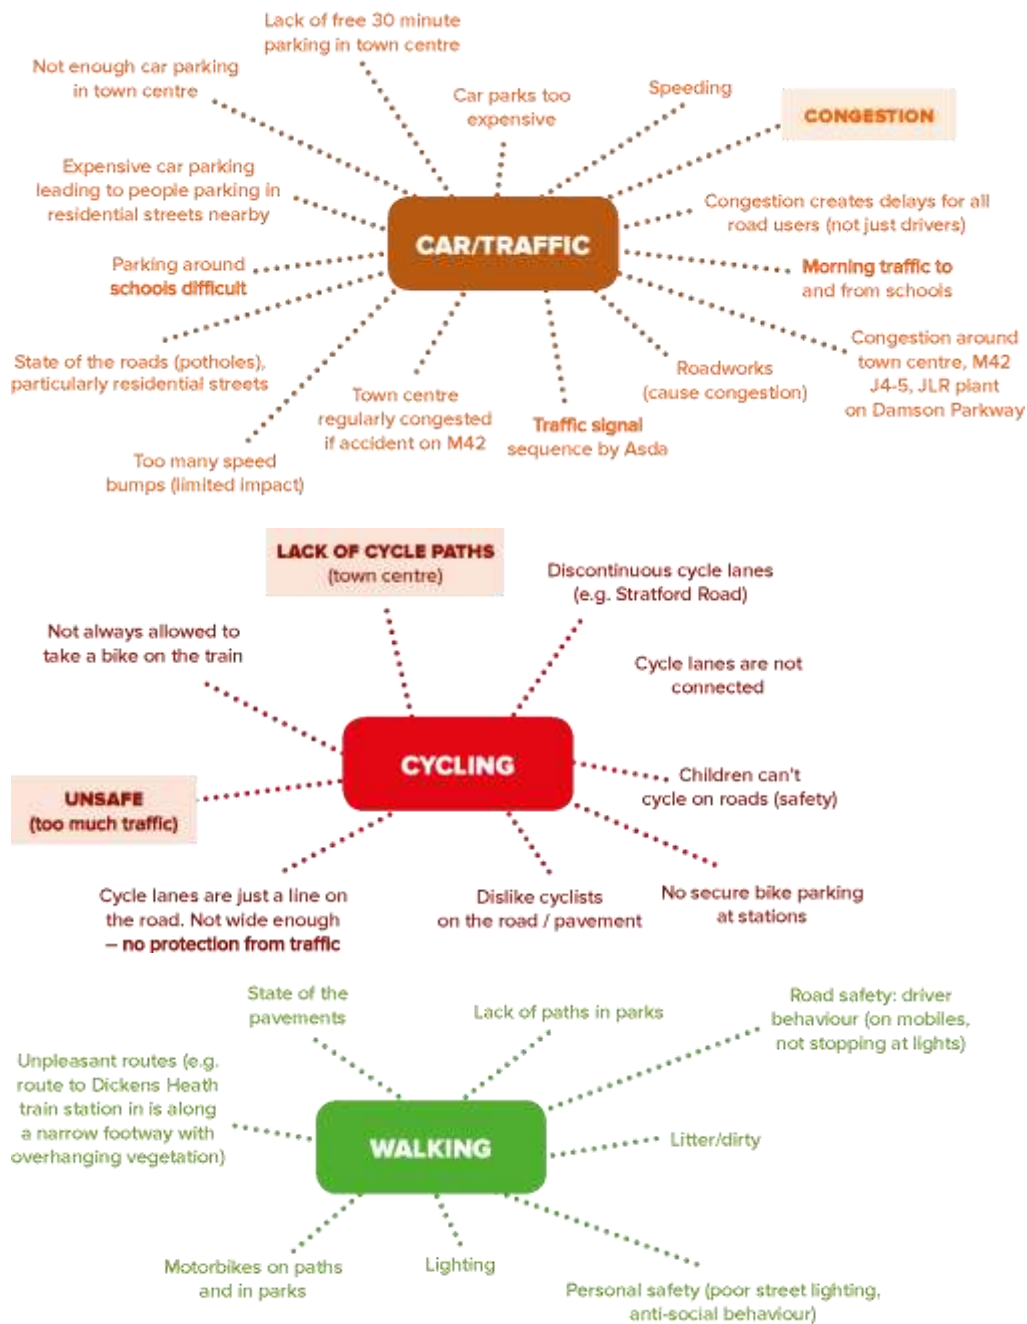 Lack of free 30 minute
parking in town centre
Not enough car parking
in town centre
Car parks too
expensive
Speeding
CONGESTION
Expensive car parking
leading to people parking in
residential streets nearby
Congestion creates delays for all
road users (not just drivers)
CAR/TRAFFIC
Parking around
schools difficult
Morning traffic to
and from schools
State of the roads (potholes),
particularly residential streets
Congestion around
town centre, M42
J4-5, JLR plant
on Damson Parkway
Roadworks
(cause congestion)
Town centre
regularly congested
if accident on M42
Traffic signal
sequence by Asda
Too many speed
bumps (limited impact)
LACK OF CYCLE PATHS
(town centre)
Discontinuous cycle lanes
(e.g. Stratford Road)
Not always allowed to
take a bike on the train
Cycle lanes are not
connected
CYCLING
UNSAFE
(too much traffic)
Children can't
cycle on roads (safety)
Cycle lanes are just a line on
the road. Not wide enough
– no protection from traffic
Dislike cyclists
on the road / pavement
No secure bike parking
at stations
State of the
pavements
Lack of paths in parks
Road safety: driver
behaviour (on mobiles,
not stopping at lights)
Unpleasant routes (e.g.
route to Dickens Heath
train station in is along
a narrow footway with
overhanging vegetation)
WALKING
Litter/dirty
Motorbikes on paths
and in parks
Lighting
Personal safety (poor street lighting,
anti-social behaviour)